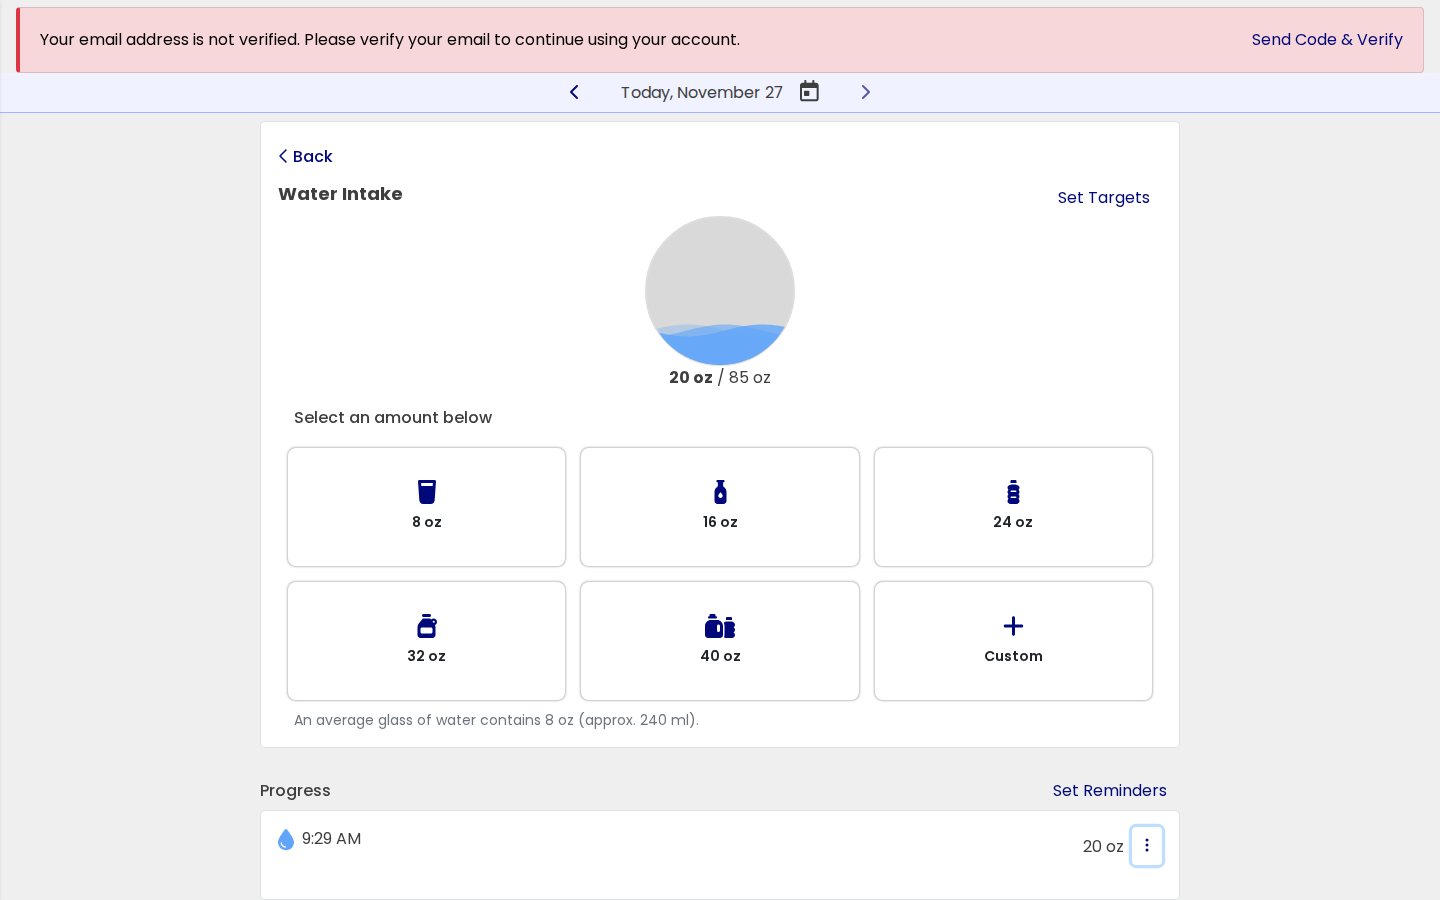 Your email address is not verified. Please verify your email to continue using your account. Send Code & Verify
Today, November 27
Back
Water Intake
Set Targets
20 oz / 85 oz
Select an amount below
8 oz
16 oz
24 oz
32 oz
40 oz
Custom
An average glass of water contains 8 oz (approx. 240 ml).
Progress
Set Reminders
9:29 AM
20 oz